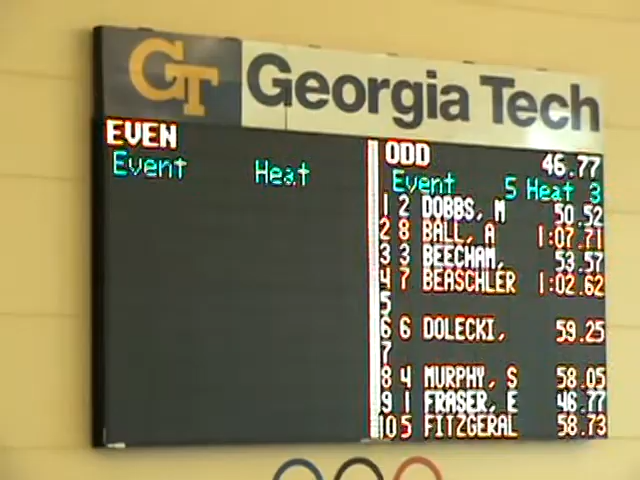 GT Georgia Tech
EVEN
Event Heat
ODD 46.77
Event 5 Heat 3
1 2 DOBBS, M 50.52
2 8 BALL, A 1:07.71
3 3 BEECHAM, 53.57
4 7 BEASCHLER 1:02.62
5
6 6 DOLECKI, 59.25
7
8 4 MURPHY, S 58.05
9 1 FRASER, E 46.77
10 5 FITZGERAL 58.73